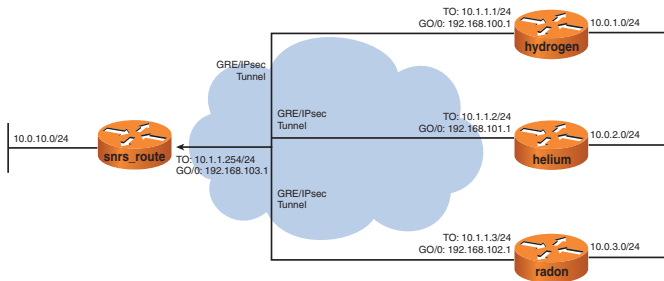 TO: 10.1.1.1/24
GO/0: 192.168.100.1
hydrogen
10.0.1.0/24
GRE/IPsec
Tunnel
GRE/IPsec
Tunnel
TO: 10.1.1.2/24
GO/0: 192.168.101.1
helium
10.0.2.0/24
10.0.10.0/24
snrs_route
TO: 10.1.1.254/24
GO/0: 192.168.103.1
GRE/IPsec
Tunnel
TO: 10.1.1.3/24
GO/0: 192.168.102.1
radon
10.0.3.0/24